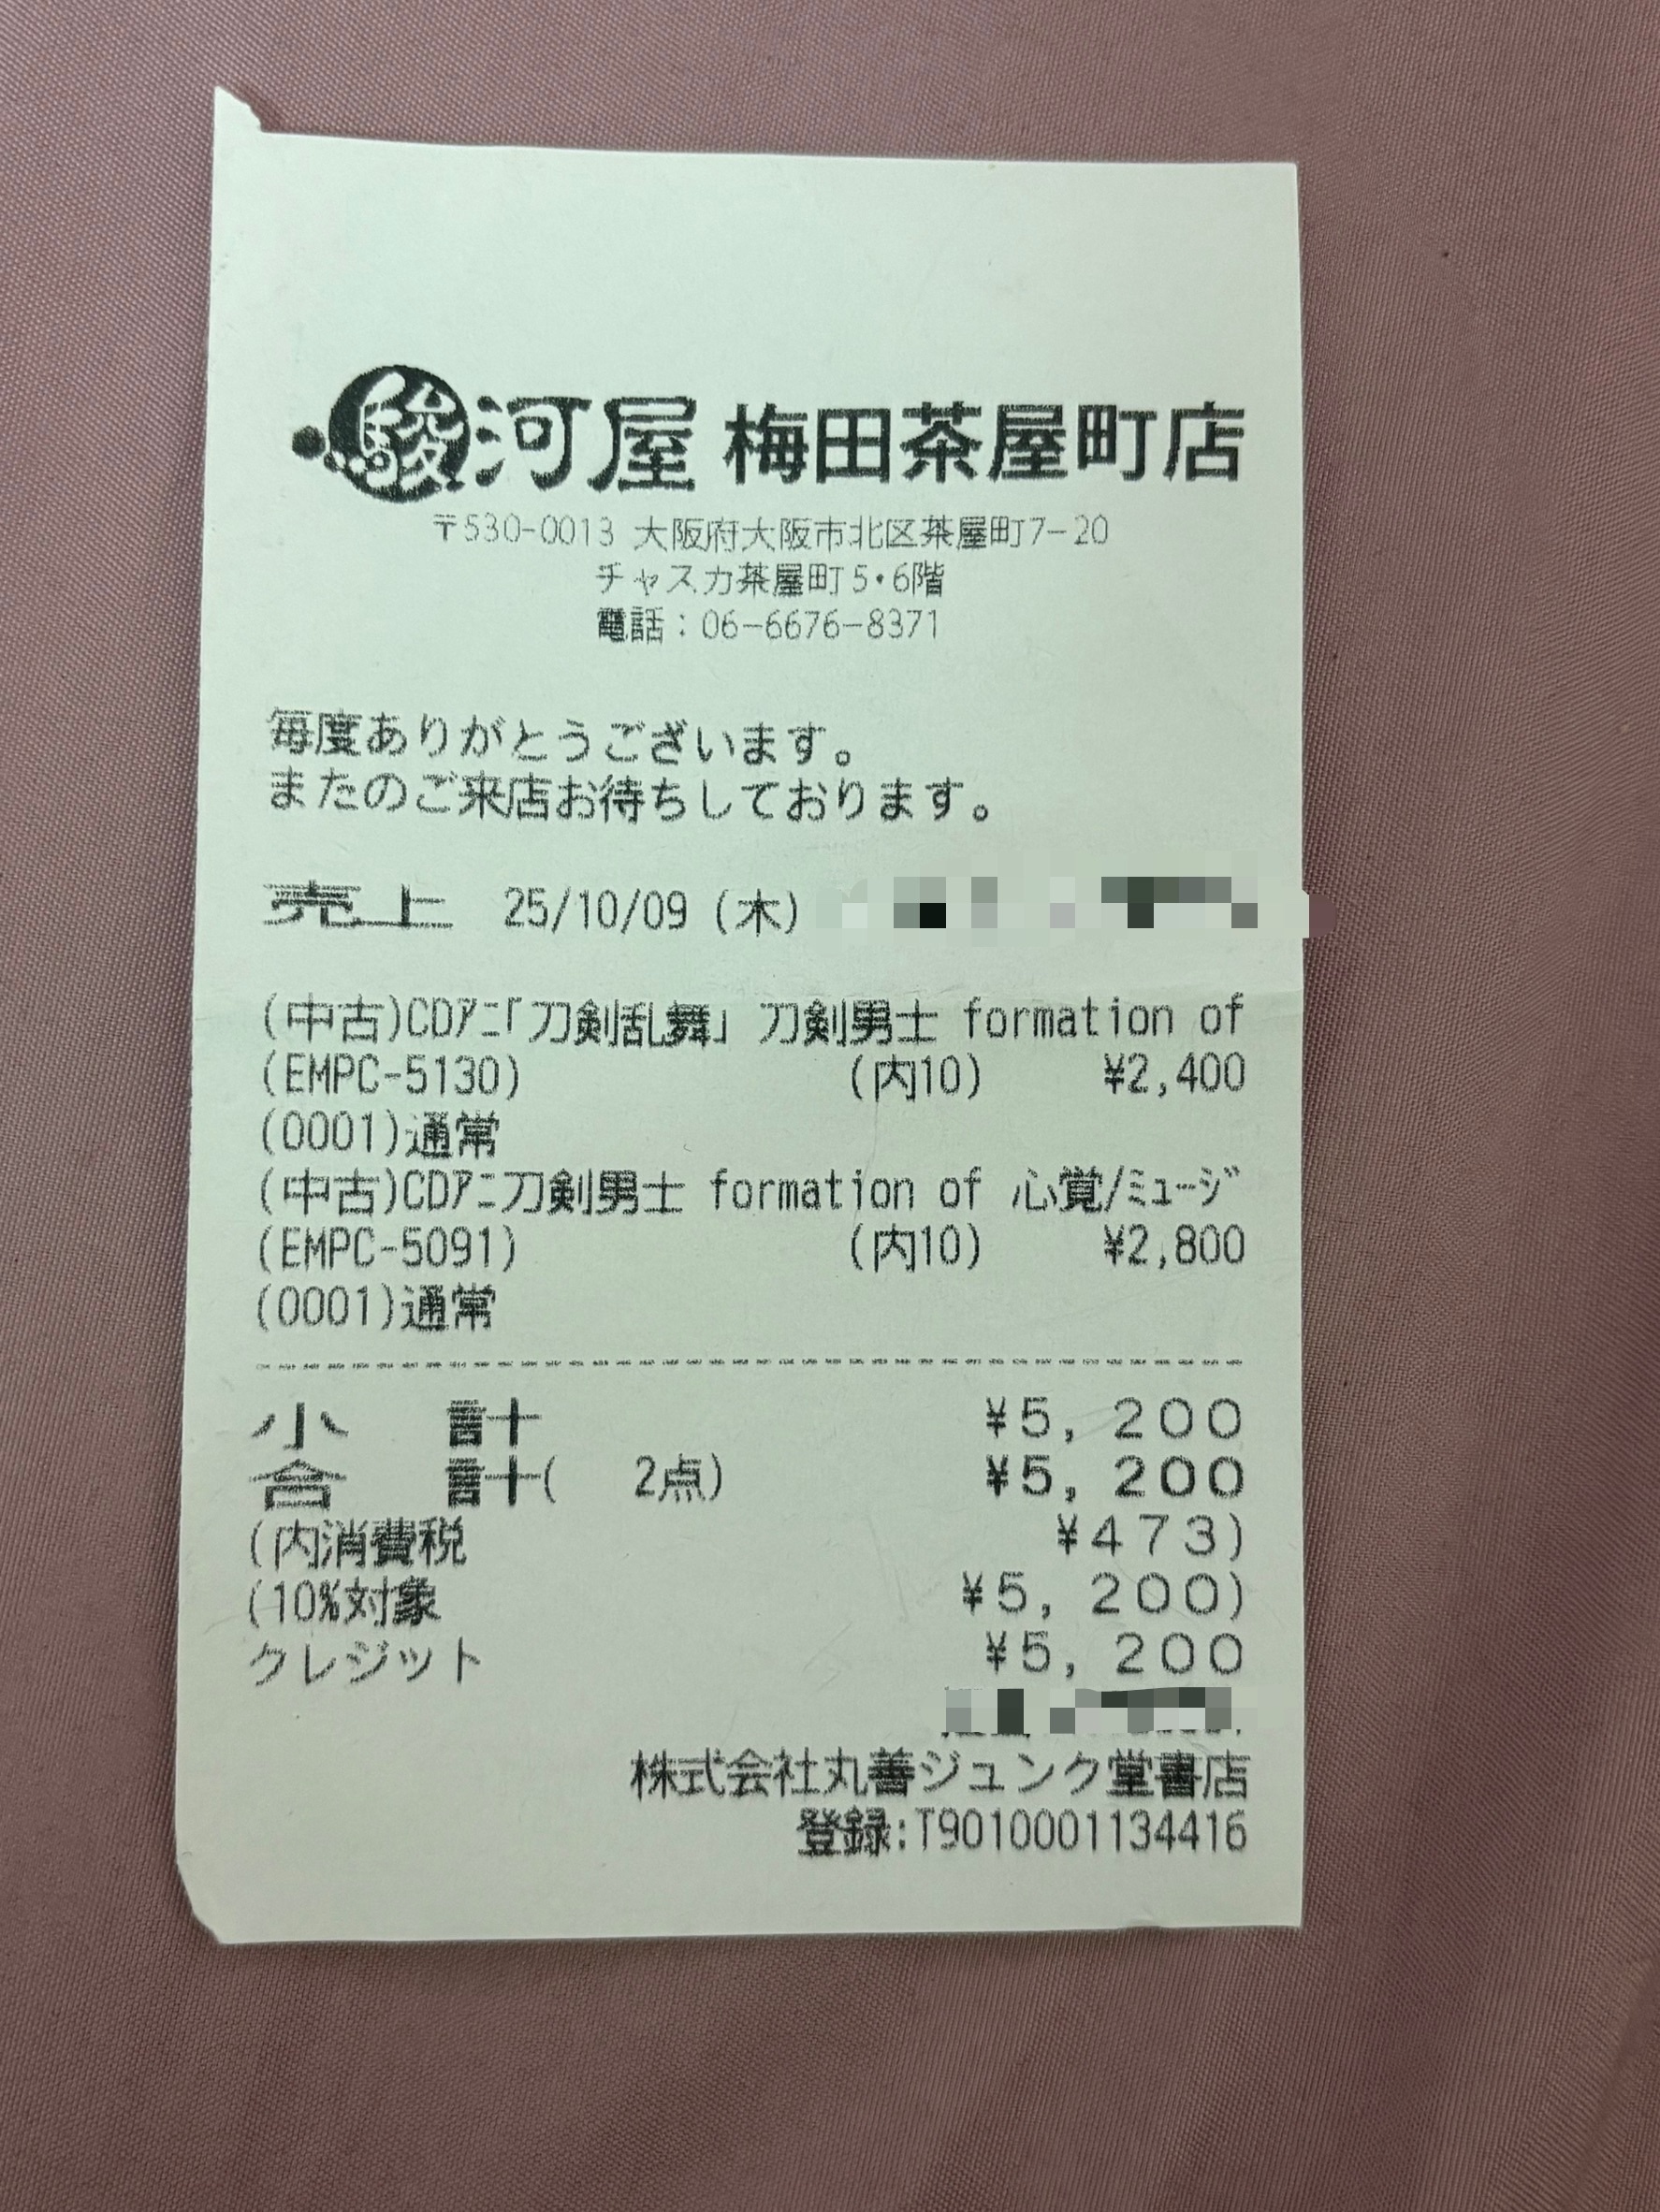 駿河屋 梅田茶屋町店
〒530-0013 大阪府大阪市北区茶屋町7-20
チャスカ茶屋町 5・6階
電話：06-6676-8371
毎度ありがとうございます。
またのご来店お待ちしております。
売上 25/10/09 (木)
(中古)CDｱﾆ「刀剣乱舞」 刀剣男士 formation of
(EMPC-5130) (内10) ¥2,400
(0001)通常
(中古)CDｱﾆ刀剣男士 formation of 心覚/ﾐｭｰｼﾞ
(EMPC-5091) (内10) ¥2,800
(0001)通常
小 計 ¥5,200
合 計( 2点) ¥5,200
(内消費税 ¥473)
(10%対象 ¥5,200)
クレジット ¥5,200
株式会社丸善ジュンク堂書店
登録:T9010001134416